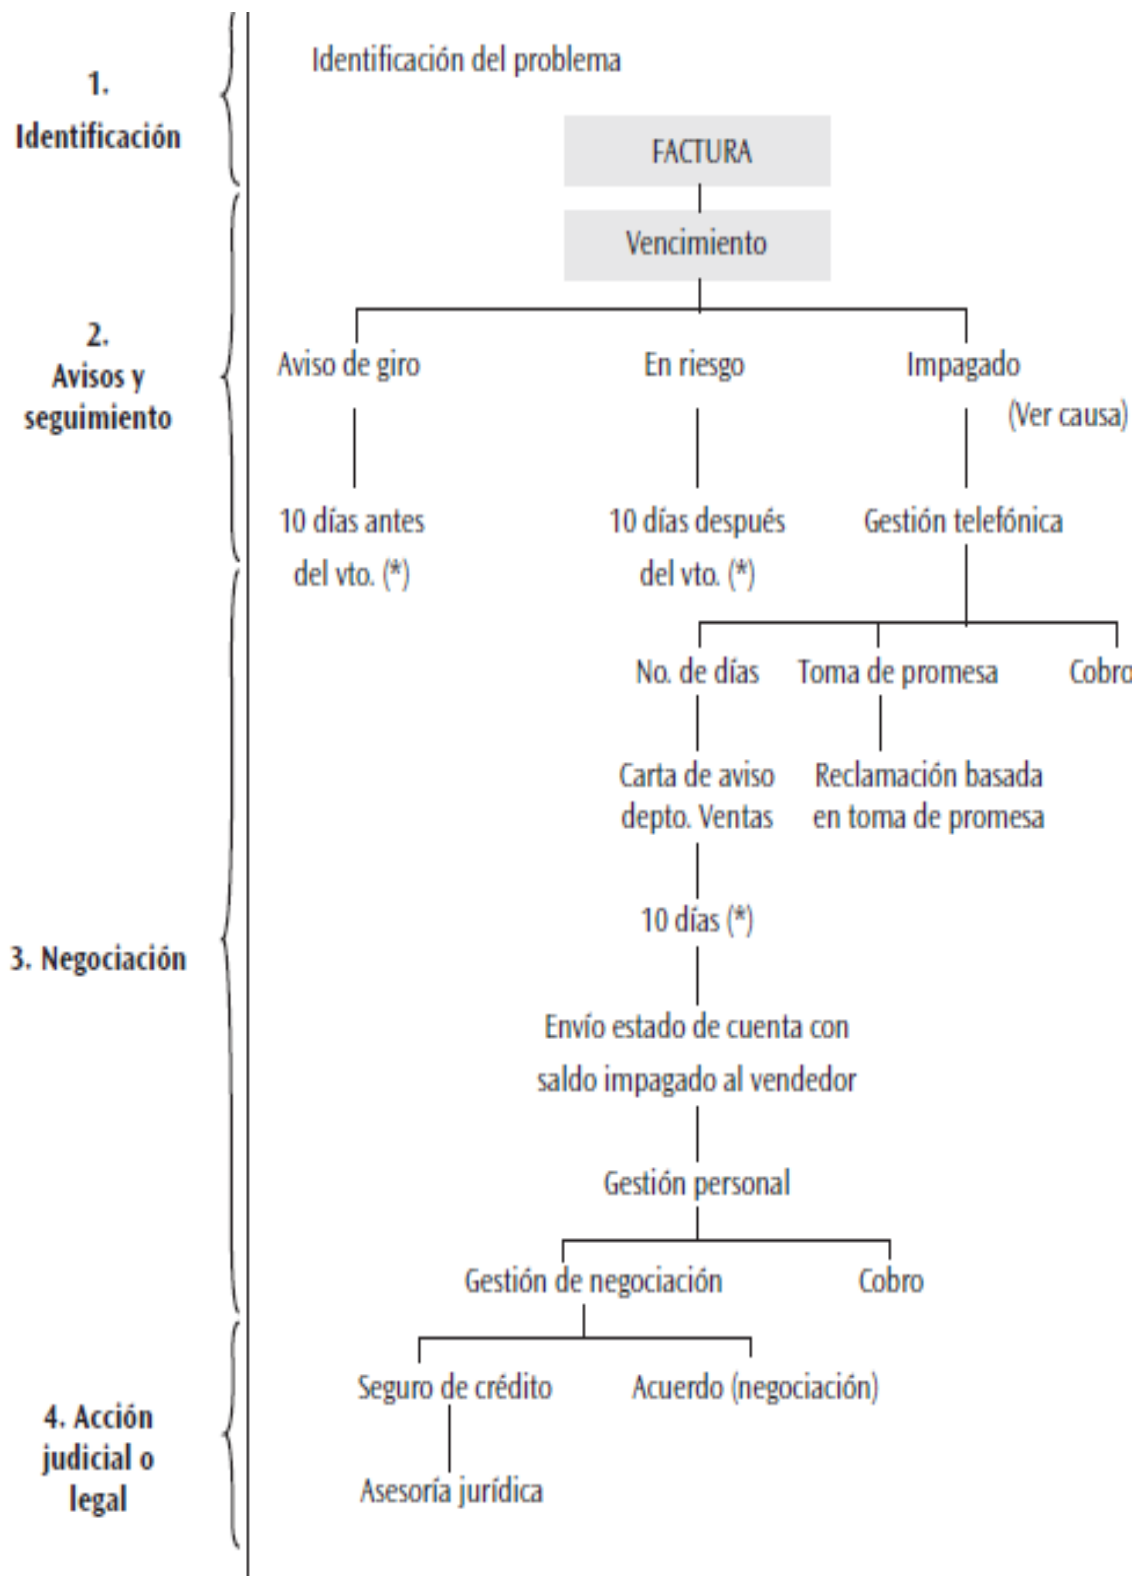 1.
Identificación
Identificación del problema
FACTURA
Vencimiento
2.
Avisos y
seguimiento
Aviso de giro
En riesgo
Impagado
(Ver causa)
10 días antes
del vto. (*)
10 días después
del vto. (*)
Gestión telefónica
No. de días
Toma de promesa
Cobro
Carta de aviso
depto. Ventas
Reclamación basada
en toma de promesa
10 días (*)
3. Negociación
Envío estado de cuenta con
saldo impagado al vendedor
Gestión personal
Gestión de negociación
Cobro
4. Acción
judicial o
legal
Seguro de crédito
Acuerdo (negociación)
Asesoría jurídica